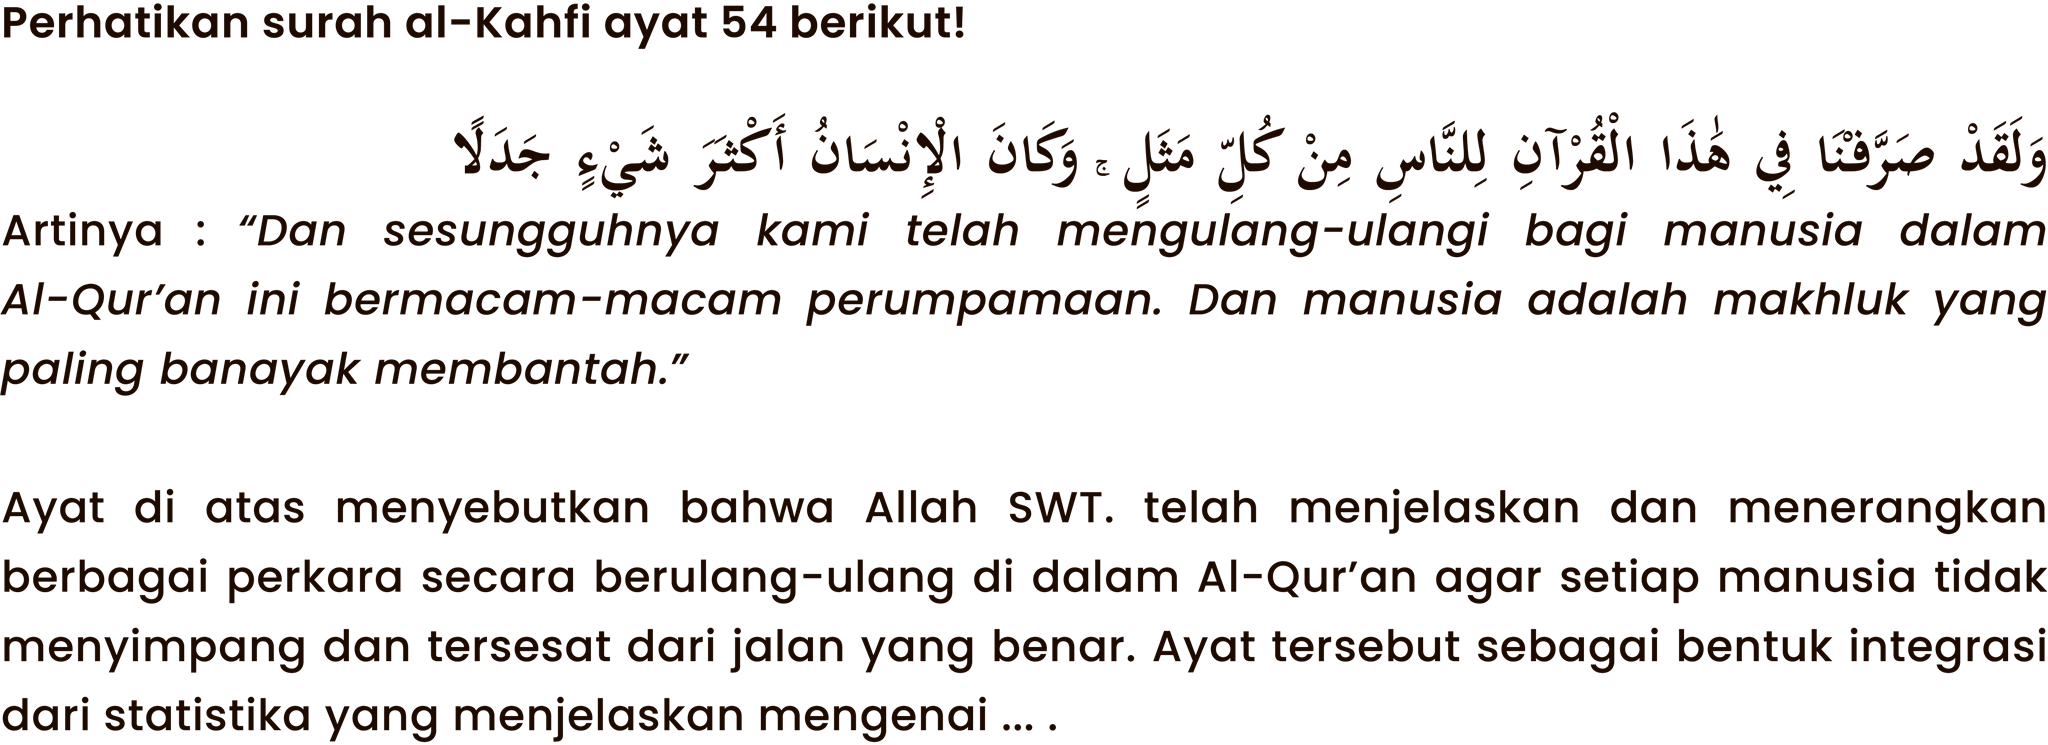 Perhatikan surah al-Kahfi ayat 54 berikut!
وَلَقَدْ صَرَّفْنَا فِي هَٰذَا الْقُرْآنِ لِلنَّاسِ مِنْ كُلِّ مَثَلٍ ۚ وَكَانَ الْإِنْسَانُ أَكْثَرَ شَيْءٍ جَدَلًا
Artinya : “Dan sesungguhnya kami telah mengulang-ulangi bagi manusia dalam
Al-Qur’an ini bermacam-macam perumpamaan. Dan manusia adalah makhluk yang
paling banayak membantah.”
Ayat di atas menyebutkan bahwa Allah SWT. telah menjelaskan dan menerangkan
berbagai perkara secara berulang-ulang di dalam Al-Qur’an agar setiap manusia tidak
menyimpang dan tersesat dari jalan yang benar. Ayat tersebut sebagai bentuk integrasi
dari statistika yang menjelaskan mengenai ... .